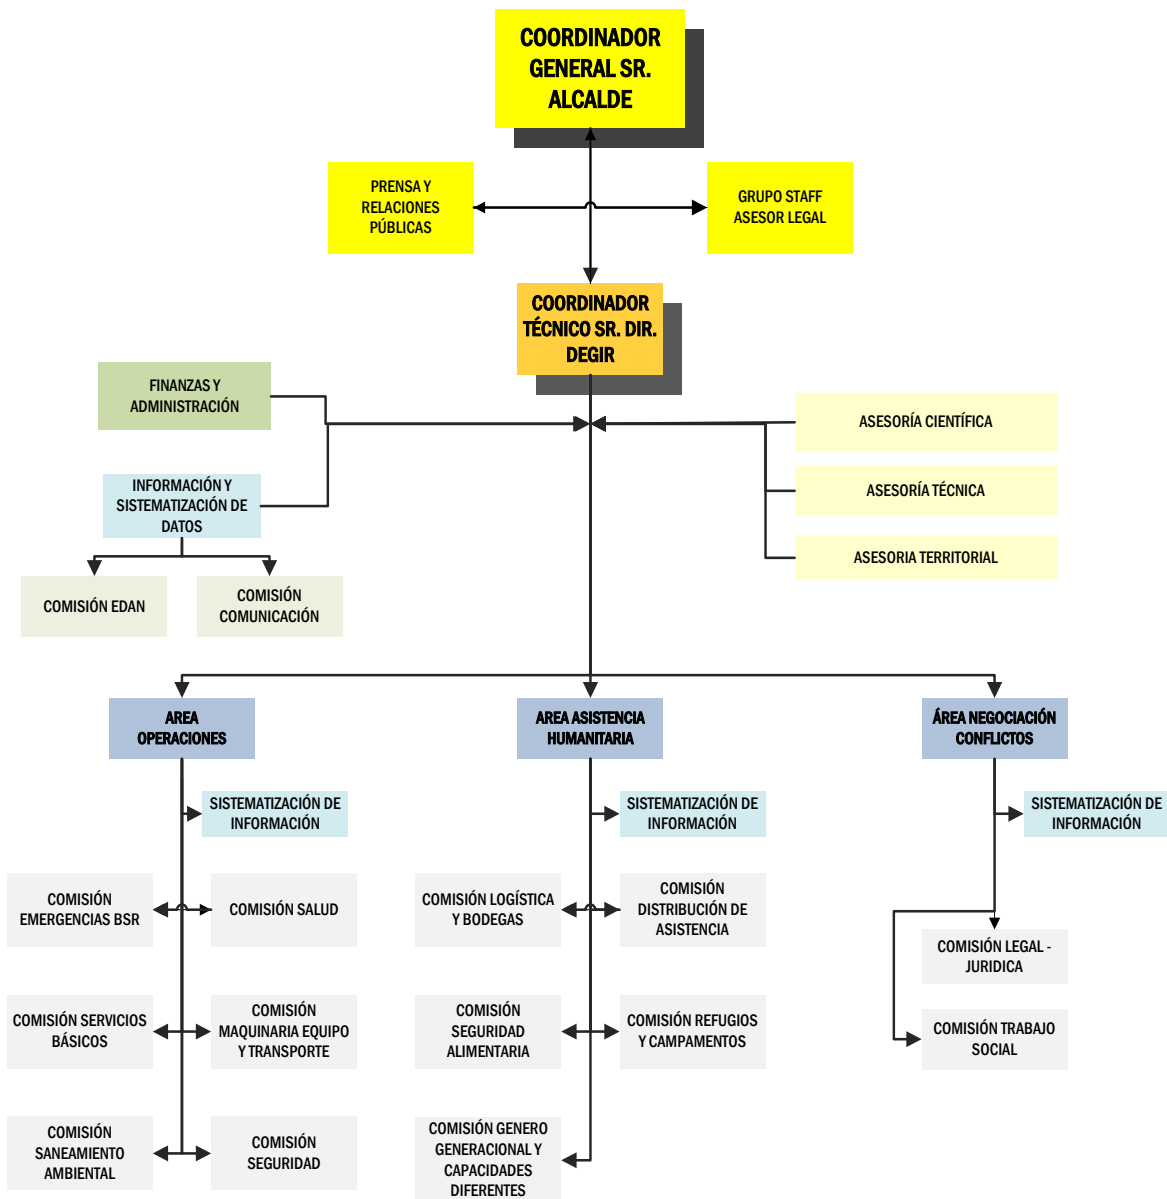 COORDINADOR
GENERAL SR.
ALCALDE
PRENSA Y
RELACIONES
PÚBLICAS
GRUPO STAFF
ASESOR LEGAL
COORDINADOR
TÉCNICO SR. DIR.
DEGIR
FINANZAS Y
ADMINISTRACIÓN
ASESORÍA CIENTÍFICA
INFORMACIÓN Y
SISTEMATIZACIÓN DE
DATOS
ASESORÍA TÉCNICA
ASESORIA TERRITORIAL
COMISIÓN EDAN
COMISIÓN
COMUNICACIÓN
AREA
OPERACIONES
AREA ASISTENCIA
HUMANITARIA
ÁREA NEGOCIACIÓN
CONFLICTOS
SISTEMATIZACIÓN DE
INFORMACIÓN
SISTEMATIZACIÓN DE
INFORMACIÓN
SISTEMATIZACIÓN DE
INFORMACIÓN
COMISIÓN
EMERGENCIAS BSR
COMISIÓN SALUD
COMISIÓN LOGÍSTICA
Y BODEGAS
COMISIÓN
DISTRIBUCIÓN DE
ASISTENCIA
COMISIÓN LEGAL -
JURIDICA
COMISIÓN SERVICIOS
BÁSICOS
COMISIÓN
MAQUINARIA EQUIPO
Y TRANSPORTE
COMISIÓN
SEGURIDAD
ALIMENTARIA
COMISIÓN REFUGIOS
Y CAMPAMENTOS
COMISIÓN TRABAJO
SOCIAL
COMISIÓN
SANEAMIENTO
AMBIENTAL
COMISIÓN
SEGURIDAD
COMISIÓN GENERO
GENERACIONAL Y
CAPACIDADES
DIFERENTES